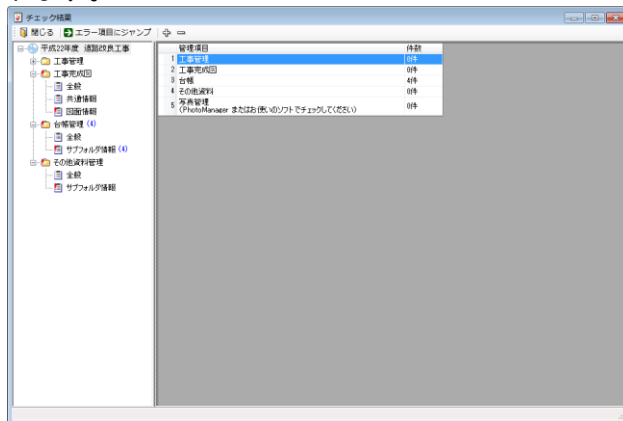 チェック結果
閉じる エラー項目にジャンプ
平成22年度 道路改良工事
工事管理
工事完成図
全般
共通情報
図面情報
台帳管理 (4)
全般
サブフォルダ情報 (4)
その他資料管理
全般
サブフォルダ情報
管理項目 件数
1 工事管理 0件
2 工事完成図 0件
3 台帳 4件
4 その他資料 0件
5 写真管理
(PhotoManager またはお使いのソフトでチェックしてください) 0件